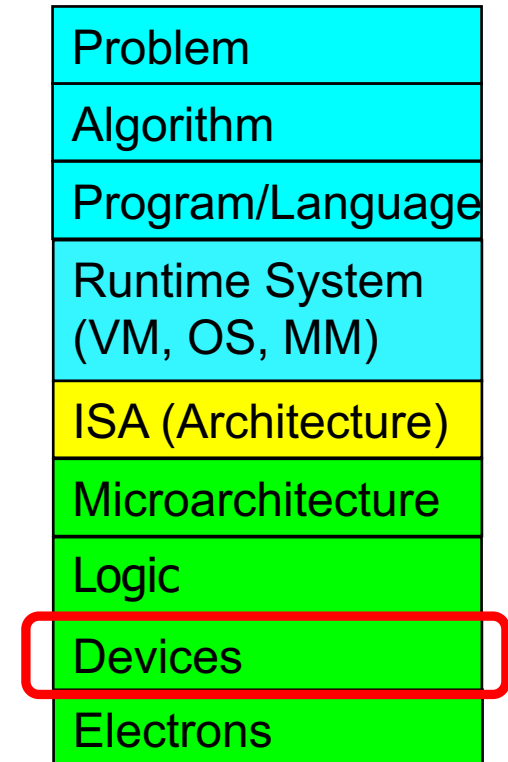 Problem
Algorithm
Program/Language
Runtime System
(VM, OS, MM)
ISA (Architecture)
Microarchitecture
Logic
Devices
Electrons